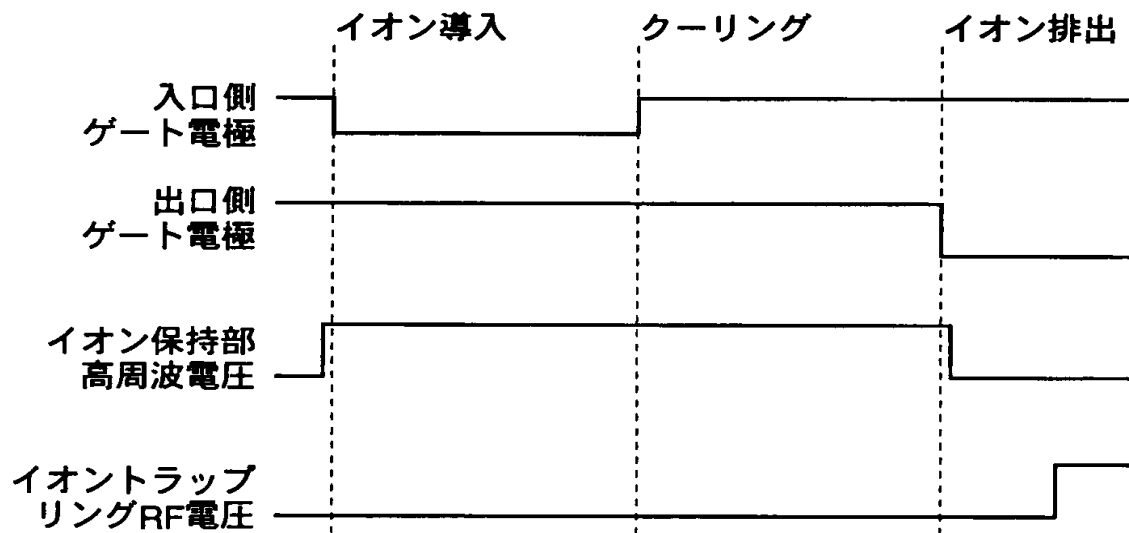 イオン導入
クーリング
イオン排出
入口側
ゲート電極
出口側
ゲート電極
イオン保持部
高周波電圧
イオントラップ
リングRF電圧